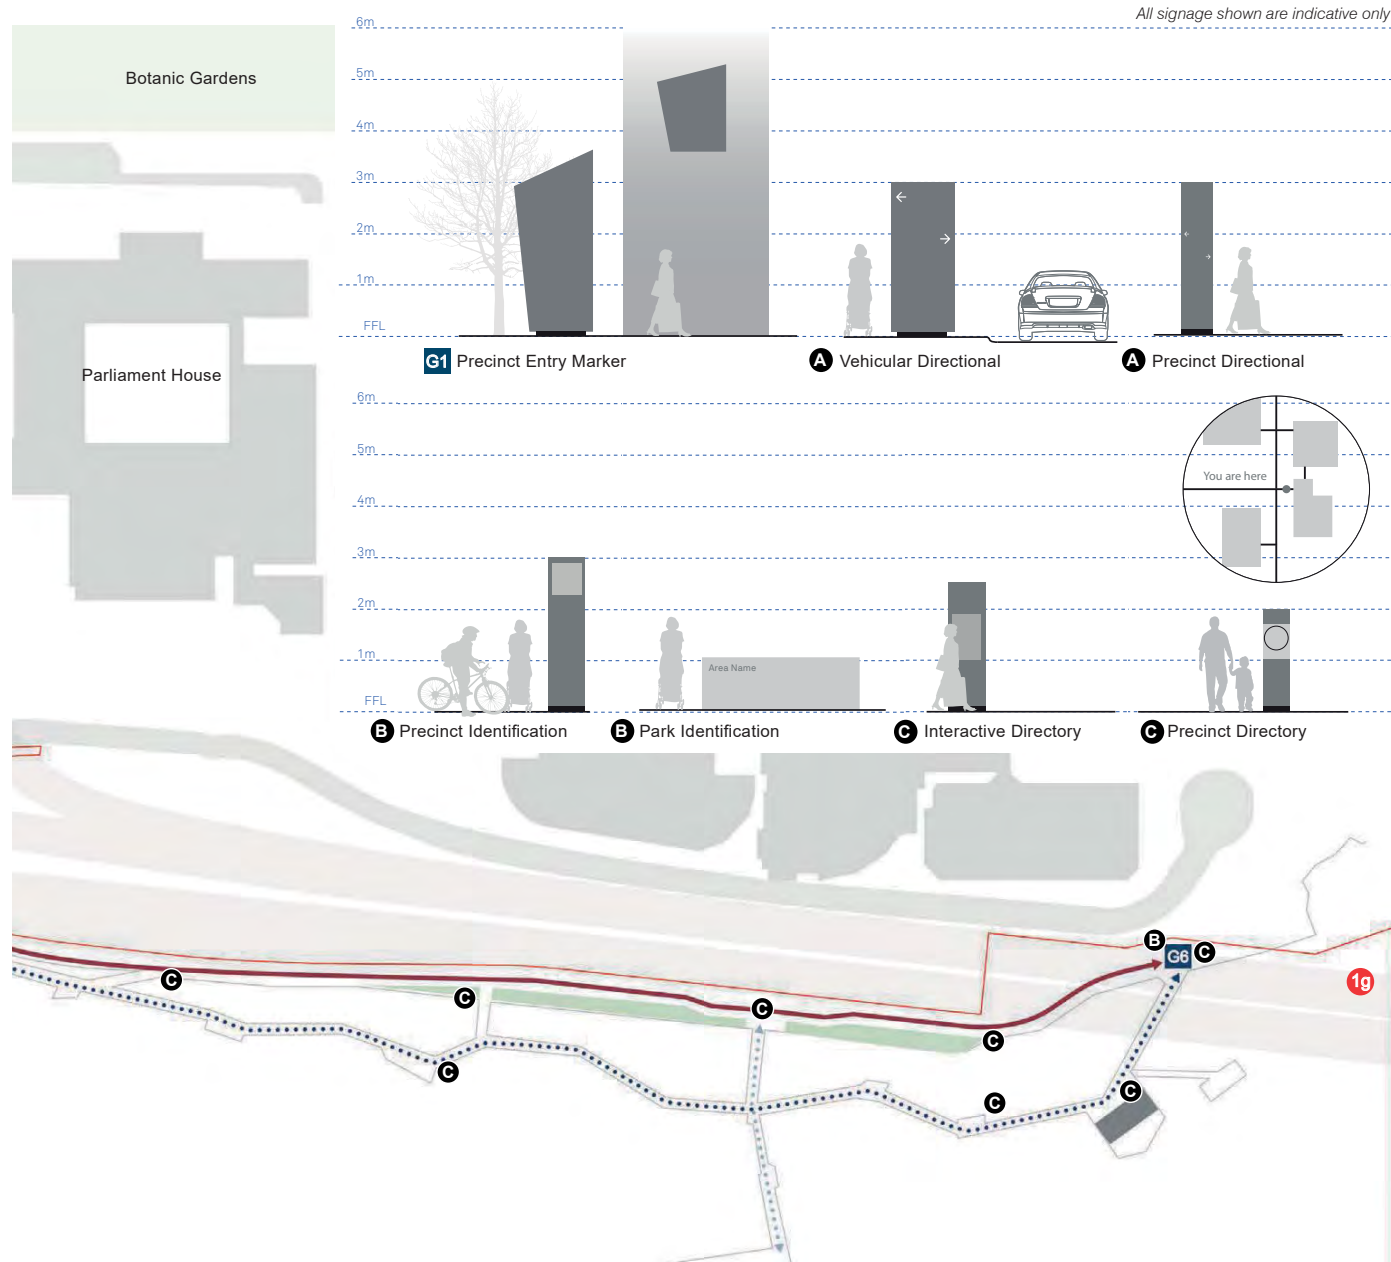 All signage shown are indicative only
6m
Botanic Gardens
5m
4m
3m
2m
1m
FFL
G1 Precinct Entry Marker
A Vehicular Directional
A Precinct Directional
Parliament House
6m
5m
You are here
4m
3m
2m
1m
Area Name
FFL
B Precinct Identification
B Park Identification
C Interactive Directory
C Precinct Directory
B
G6
C
C
1g
C
C
C
C
C
C